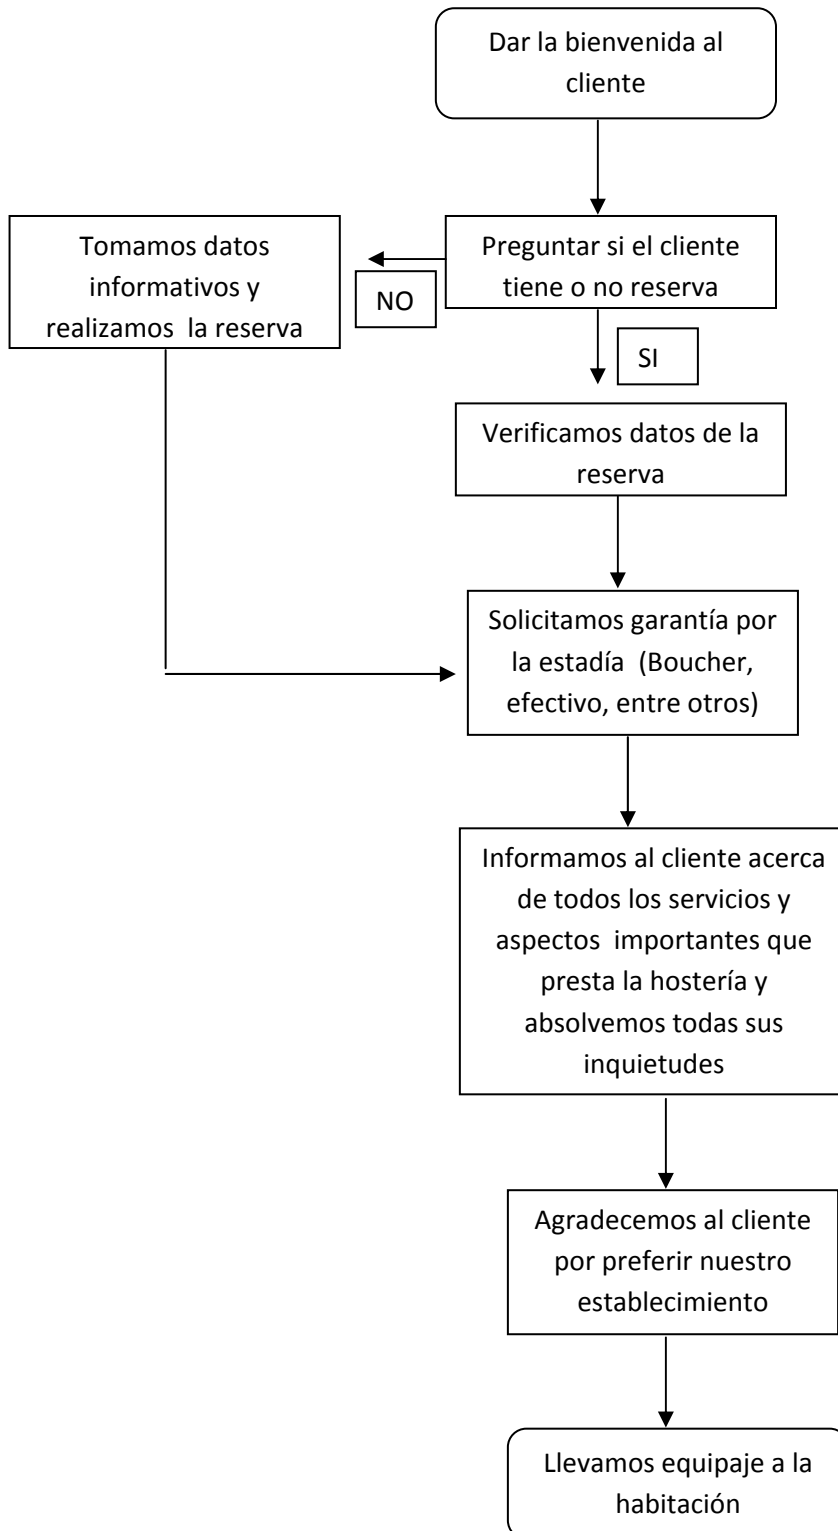 Dar la bienvenida al
cliente
Preguntar si el cliente
tiene o no reserva
NO
Tomamos datos
informativos y
realizamos la reserva
SI
Verificamos datos de la
reserva
Solicitamos garantía por
la estadía (Boucher,
efectivo, entre otros)
Informamos al cliente acerca
de todos los servicios y
aspectos importantes que
presta la hostería y
absolvemos todas sus
inquietudes
Agradecemos al cliente
por preferir nuestro
establecimiento
Llevamos equipaje a la
habitación